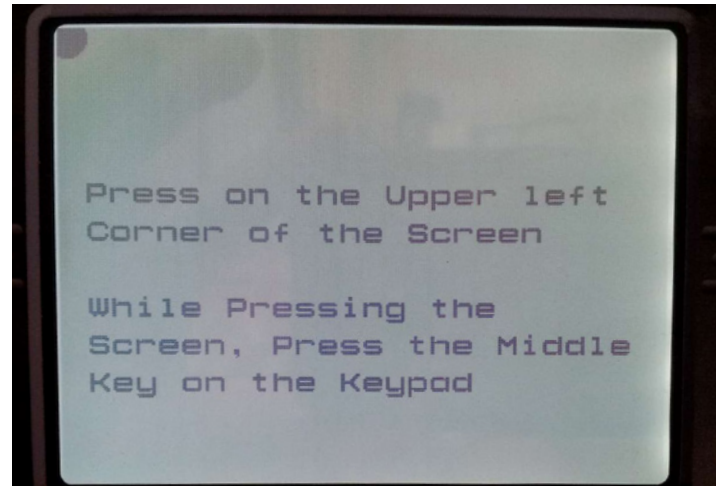 Press on the Upper left
Corner of the Screen
While Pressing the
Screen, Press the Middle
Key on the Keypad